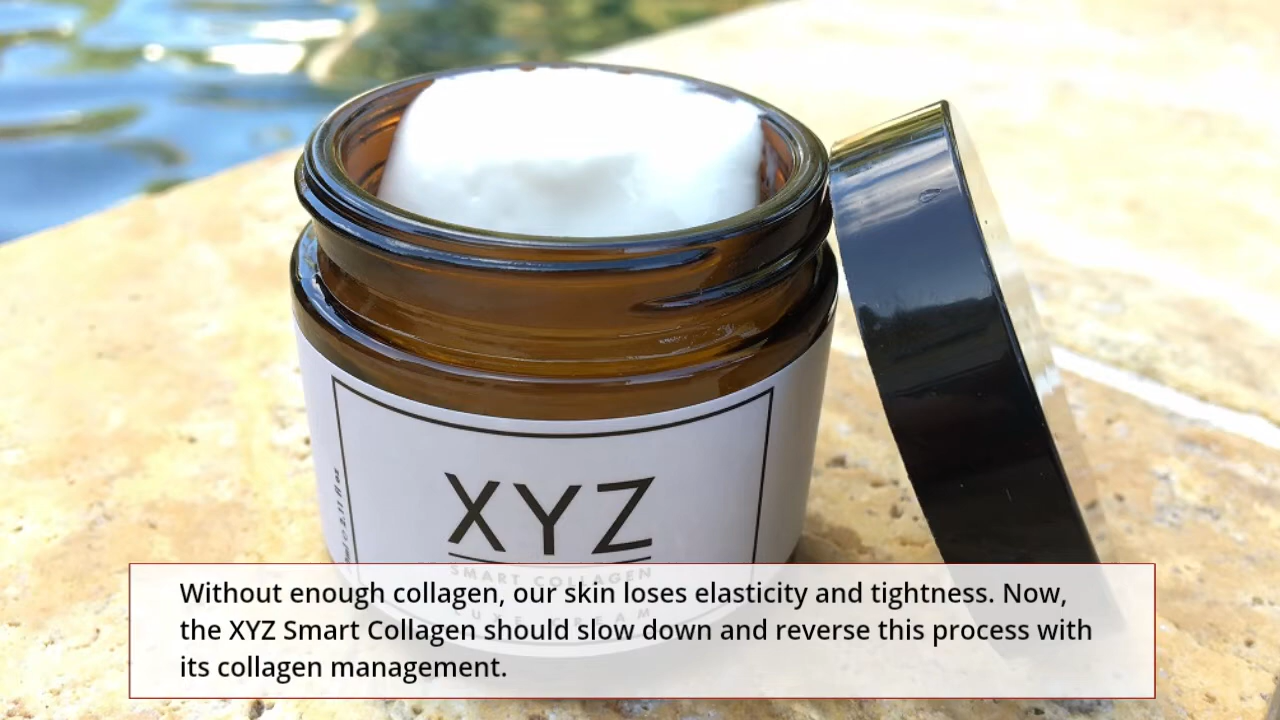 XYZ
SMART COLLAGEN
Without enough collagen, our skin loses elasticity and tightness. Now,
the XYZ Smart Collagen should slow down and reverse this process with
its collagen management.